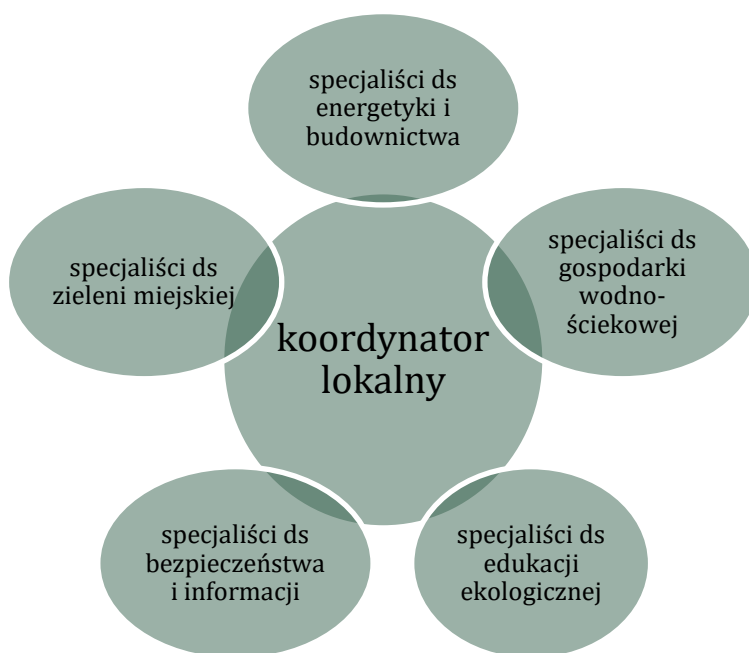 specjaliści ds
energetyki i
budownictwa
specjaliści ds
gospodarki
wodno-
ściekowej
specjaliści ds
edukacji
ekologicznej
specjaliści ds
bezpieczeństwa
i informacji
specjaliści ds
zieleni miejskiej
koordynator
lokalny